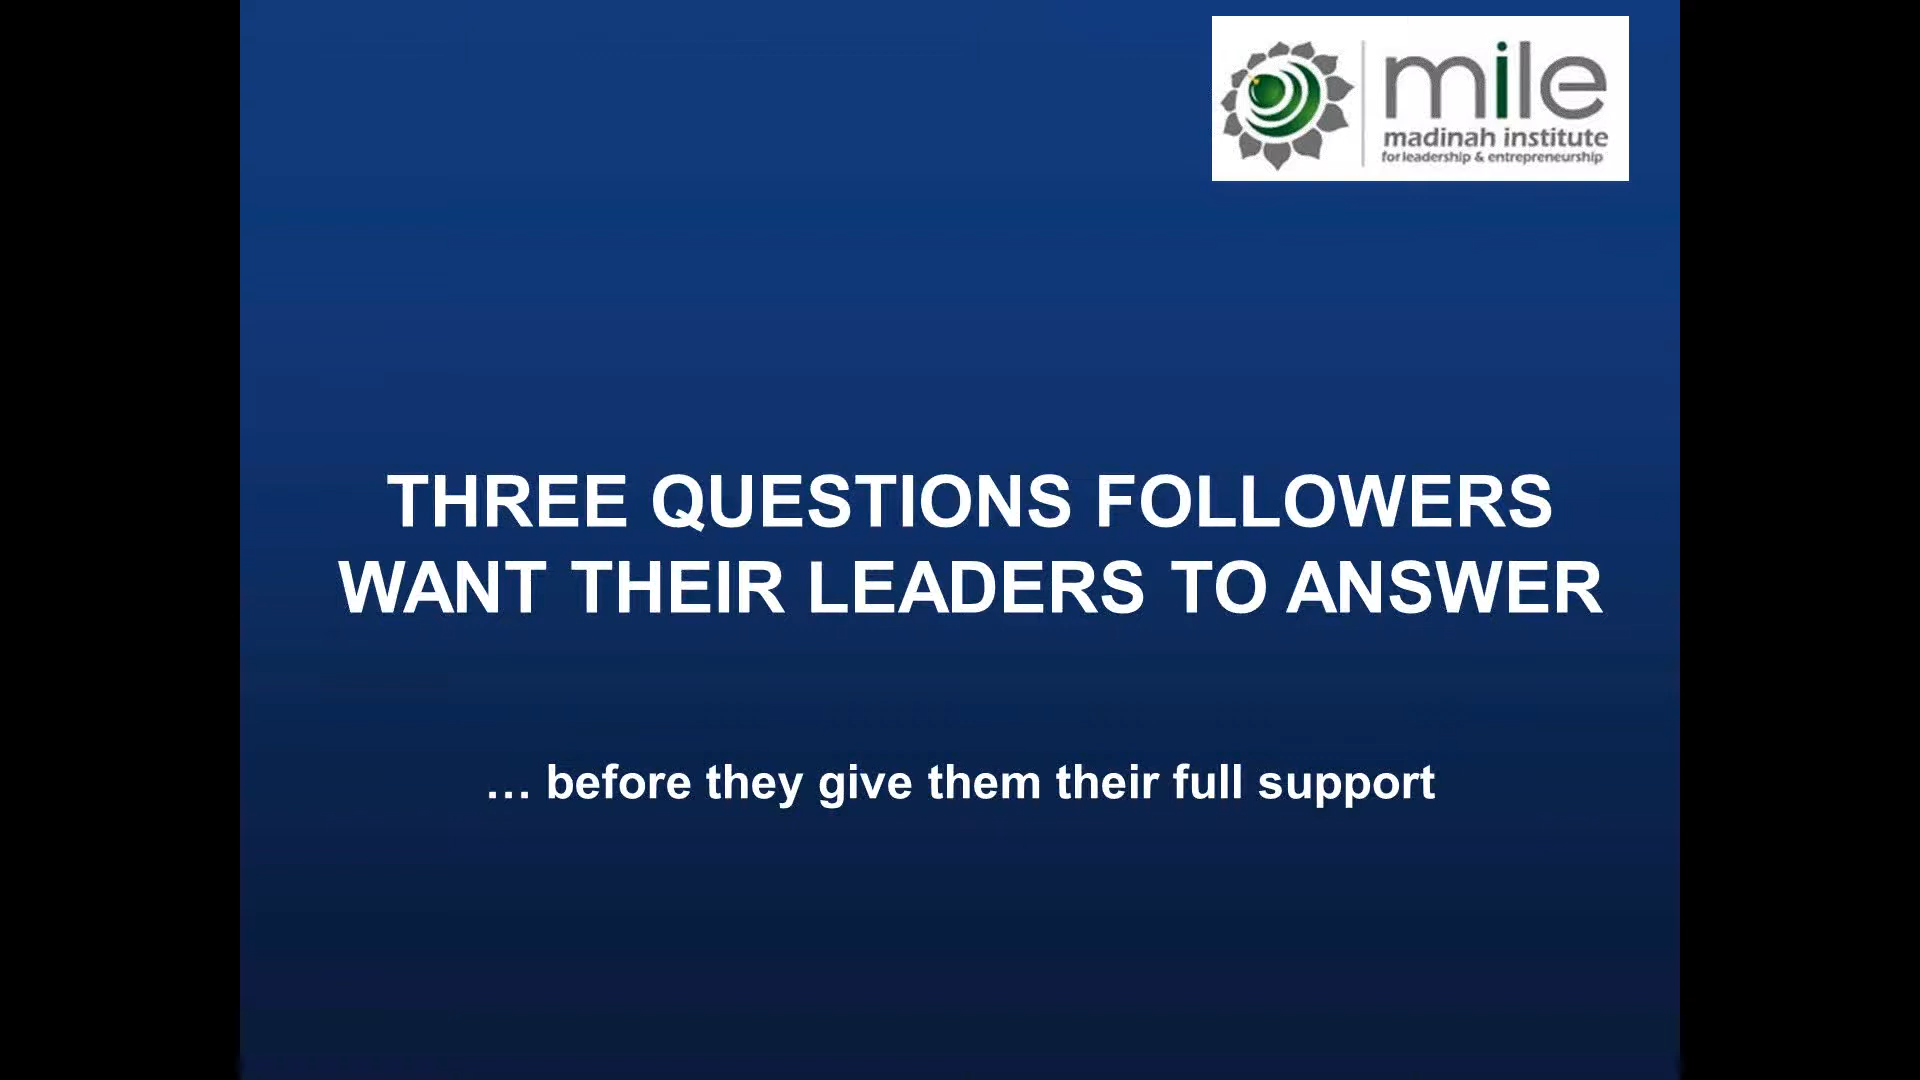 mile
madinah institute
for leadership & entrepreneurship
THREE QUESTIONS FOLLOWERS
WANT THEIR LEADERS TO ANSWER
… before they give them their full support